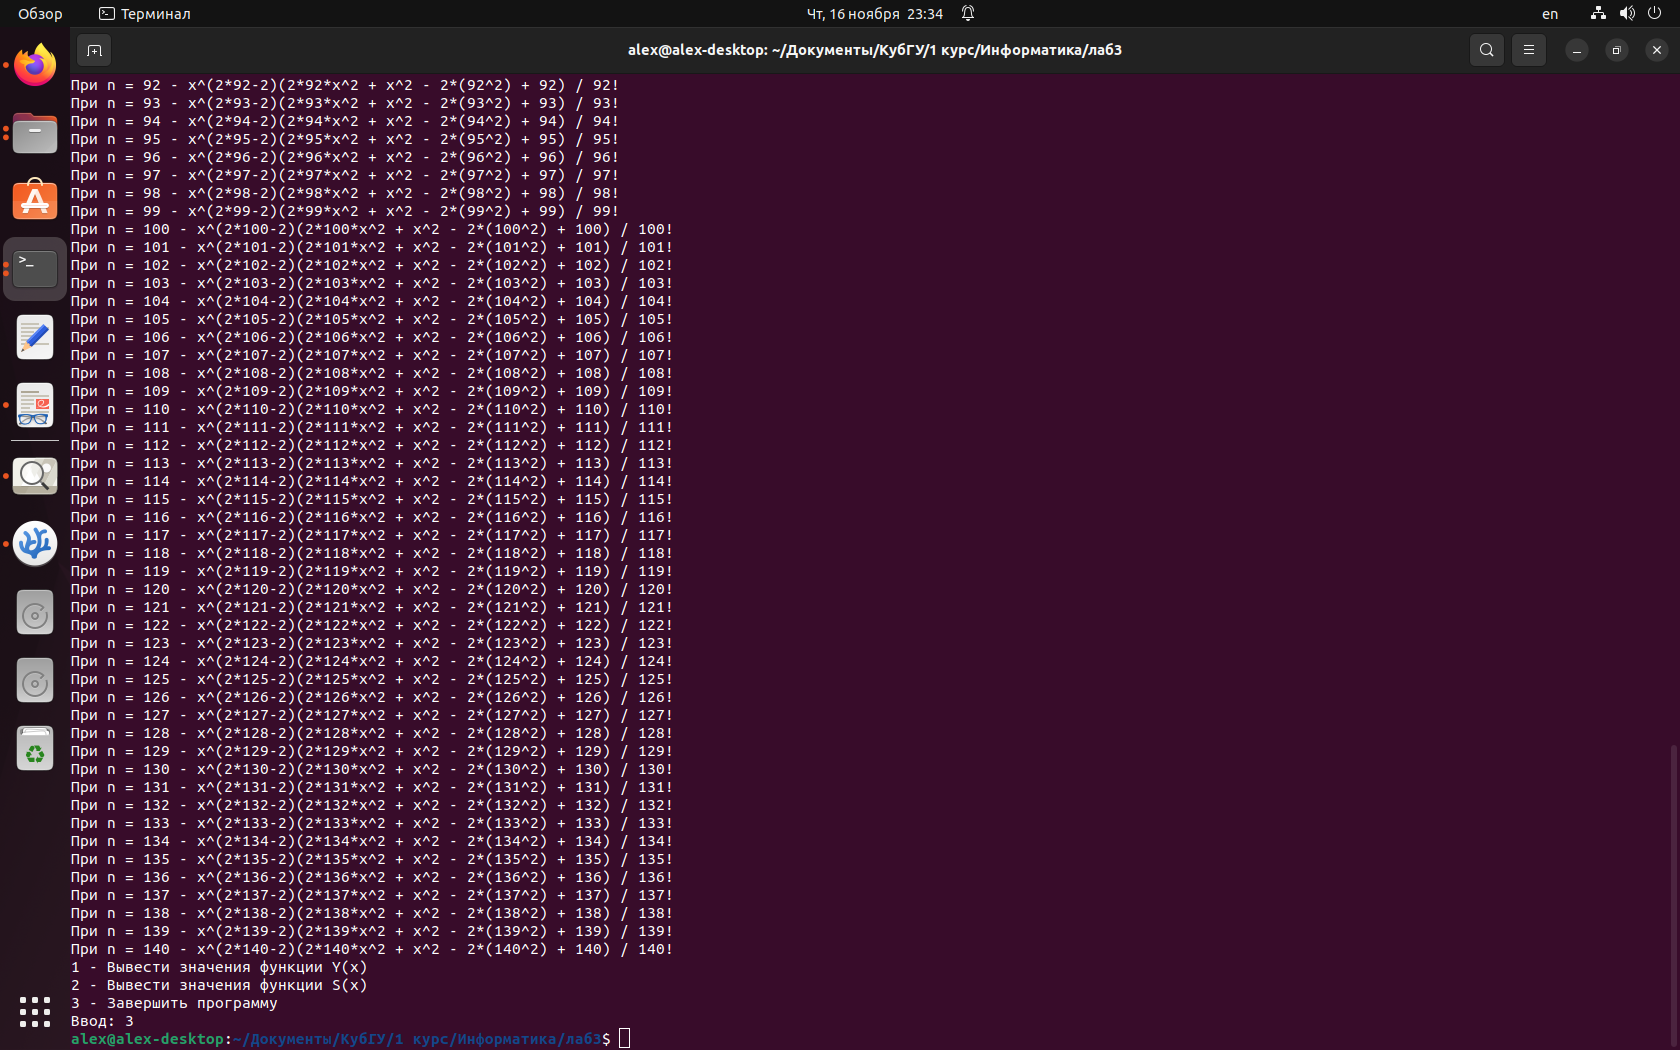 Обзор Терминал Чт, 16 ноября 23:34 en
alex@alex-desktop: ~/Документы/КубГУ/1 курс/Информатика/лаб3
При n = 92 - x^(2*92-2)(2*92*x^2 + x^2 - 2*(92^2) + 92) / 92!
При n = 93 - x^(2*93-2)(2*93*x^2 + x^2 - 2*(93^2) + 93) / 93!
При n = 94 - x^(2*94-2)(2*94*x^2 + x^2 - 2*(94^2) + 94) / 94!
При n = 95 - x^(2*95-2)(2*95*x^2 + x^2 - 2*(95^2) + 95) / 95!
При n = 96 - x^(2*96-2)(2*96*x^2 + x^2 - 2*(96^2) + 96) / 96!
При n = 97 - x^(2*97-2)(2*97*x^2 + x^2 - 2*(97^2) + 97) / 97!
При n = 98 - x^(2*98-2)(2*98*x^2 + x^2 - 2*(98^2) + 98) / 98!
При n = 99 - x^(2*99-2)(2*99*x^2 + x^2 - 2*(99^2) + 99) / 99!
При n = 100 - x^(2*100-2)(2*100*x^2 + x^2 - 2*(100^2) + 100) / 100!
При n = 101 - x^(2*101-2)(2*101*x^2 + x^2 - 2*(101^2) + 101) / 101!
При n = 102 - x^(2*102-2)(2*102*x^2 + x^2 - 2*(102^2) + 102) / 102!
При n = 103 - x^(2*103-2)(2*103*x^2 + x^2 - 2*(103^2) + 103) / 103!
При n = 104 - x^(2*104-2)(2*104*x^2 + x^2 - 2*(104^2) + 104) / 104!
При n = 105 - x^(2*105-2)(2*105*x^2 + x^2 - 2*(105^2) + 105) / 105!
При n = 106 - x^(2*106-2)(2*106*x^2 + x^2 - 2*(106^2) + 106) / 106!
При n = 107 - x^(2*107-2)(2*107*x^2 + x^2 - 2*(107^2) + 107) / 107!
При n = 108 - x^(2*108-2)(2*108*x^2 + x^2 - 2*(108^2) + 108) / 108!
При n = 109 - x^(2*109-2)(2*109*x^2 + x^2 - 2*(109^2) + 109) / 109!
При n = 110 - x^(2*110-2)(2*110*x^2 + x^2 - 2*(110^2) + 110) / 110!
При n = 111 - x^(2*111-2)(2*111*x^2 + x^2 - 2*(111^2) + 111) / 111!
При n = 112 - x^(2*112-2)(2*112*x^2 + x^2 - 2*(112^2) + 112) / 112!
При n = 113 - x^(2*113-2)(2*113*x^2 + x^2 - 2*(113^2) + 113) / 113!
При n = 114 - x^(2*114-2)(2*114*x^2 + x^2 - 2*(114^2) + 114) / 114!
При n = 115 - x^(2*115-2)(2*115*x^2 + x^2 - 2*(115^2) + 115) / 115!
При n = 116 - x^(2*116-2)(2*116*x^2 + x^2 - 2*(116^2) + 116) / 116!
При n = 117 - x^(2*117-2)(2*117*x^2 + x^2 - 2*(117^2) + 117) / 117!
При n = 118 - x^(2*118-2)(2*118*x^2 + x^2 - 2*(118^2) + 118) / 118!
При n = 119 - x^(2*119-2)(2*119*x^2 + x^2 - 2*(119^2) + 119) / 119!
При n = 120 - x^(2*120-2)(2*120*x^2 + x^2 - 2*(120^2) + 120) / 120!
При n = 121 - x^(2*121-2)(2*121*x^2 + x^2 - 2*(121^2) + 121) / 121!
При n = 122 - x^(2*122-2)(2*122*x^2 + x^2 - 2*(122^2) + 122) / 122!
При n = 123 - x^(2*123-2)(2*123*x^2 + x^2 - 2*(123^2) + 123) / 123!
При n = 124 - x^(2*124-2)(2*124*x^2 + x^2 - 2*(124^2) + 124) / 124!
При n = 125 - x^(2*125-2)(2*125*x^2 + x^2 - 2*(125^2) + 125) / 125!
При n = 126 - x^(2*126-2)(2*126*x^2 + x^2 - 2*(126^2) + 126) / 126!
При n = 127 - x^(2*127-2)(2*127*x^2 + x^2 - 2*(127^2) + 127) / 127!
При n = 128 - x^(2*128-2)(2*128*x^2 + x^2 - 2*(128^2) + 128) / 128!
При n = 129 - x^(2*129-2)(2*129*x^2 + x^2 - 2*(129^2) + 129) / 129!
При n = 130 - x^(2*130-2)(2*130*x^2 + x^2 - 2*(130^2) + 130) / 130!
При n = 131 - x^(2*131-2)(2*131*x^2 + x^2 - 2*(131^2) + 131) / 131!
При n = 132 - x^(2*132-2)(2*132*x^2 + x^2 - 2*(132^2) + 132) / 132!
При n = 133 - x^(2*133-2)(2*133*x^2 + x^2 - 2*(133^2) + 133) / 133!
При n = 134 - x^(2*134-2)(2*134*x^2 + x^2 - 2*(134^2) + 134) / 134!
При n = 135 - x^(2*135-2)(2*135*x^2 + x^2 - 2*(135^2) + 135) / 135!
При n = 136 - x^(2*136-2)(2*136*x^2 + x^2 - 2*(136^2) + 136) / 136!
При n = 137 - x^(2*137-2)(2*137*x^2 + x^2 - 2*(137^2) + 137) / 137!
При n = 138 - x^(2*138-2)(2*138*x^2 + x^2 - 2*(138^2) + 138) / 138!
При n = 139 - x^(2*139-2)(2*139*x^2 + x^2 - 2*(139^2) + 139) / 139!
При n = 140 - x^(2*140-2)(2*140*x^2 + x^2 - 2*(140^2) + 140) / 140!
1 - Вывести значения функции Y(x)
2 - Вывести значения функции S(x)
3 - Завершить программу
Ввод: 3
alex@alex-desktop:~/Документы/КубГУ/1 курс/Информатика/лаб3$